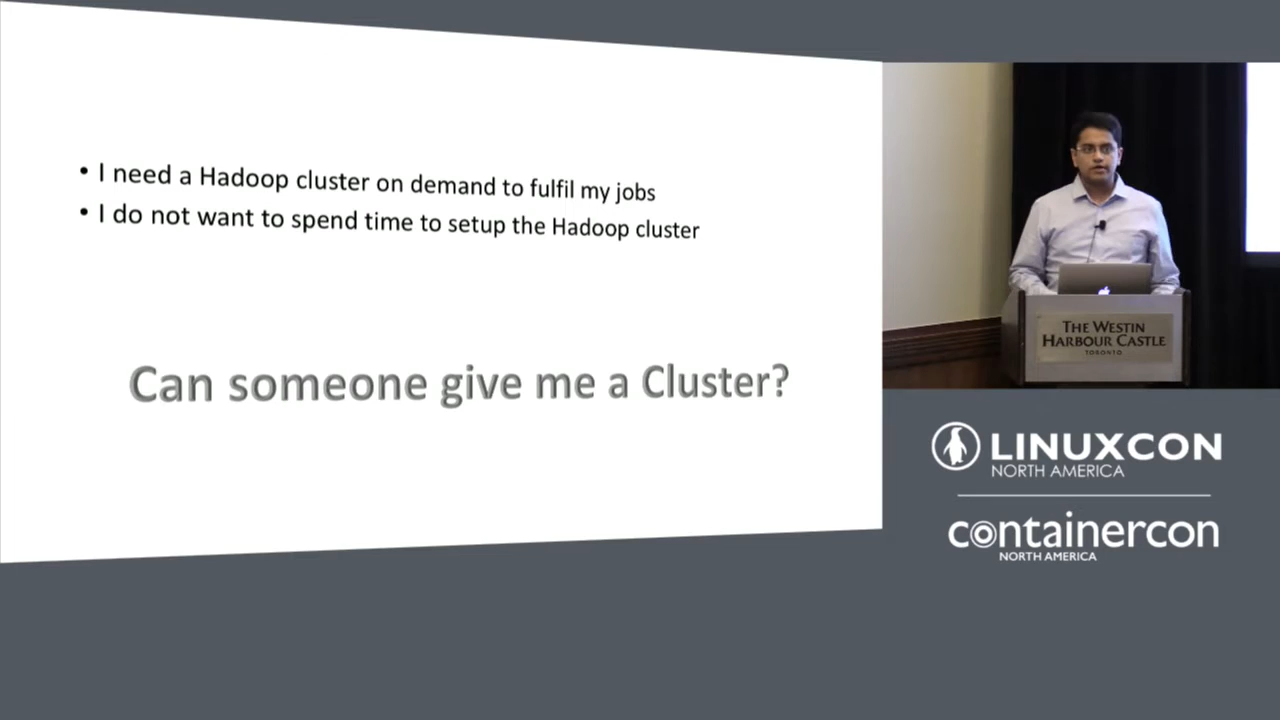 • I need a Hadoop cluster on demand to fulfil my jobs
• I do not want to spend time to setup the Hadoop cluster
Can someone give me a Cluster?
THE WESTIN
HARBOUR CASTLE
TORONTO
LINUXCON
NORTH AMERICA
containercon
NORTH AMERICA